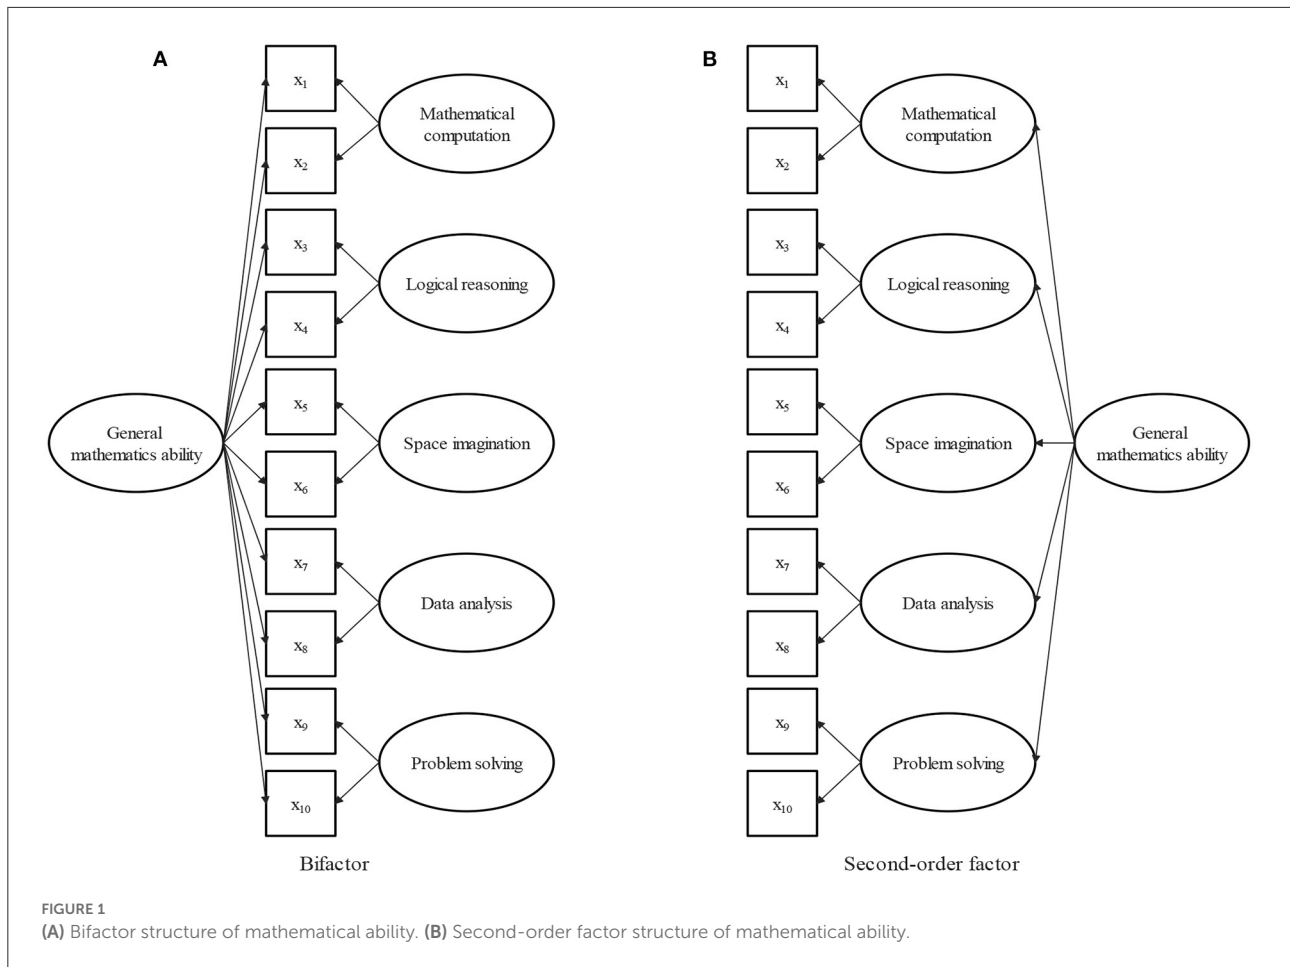 A
x1
x2
x3
x4
x5
x6
x7
x8
x9
x10
General
mathematics ability
Mathematical
computation
Logical reasoning
Space imagination
Data analysis
Problem solving
Bifactor
B
x1
x2
x3
x4
x5
x6
x7
x8
x9
x10
Mathematical
computation
Logical reasoning
Space imagination
Data analysis
Problem solving
General
mathematics ability
Second-order factor
FIGURE 1
(A) Bifactor structure of mathematical ability. (B) Second-order factor structure of mathematical ability.